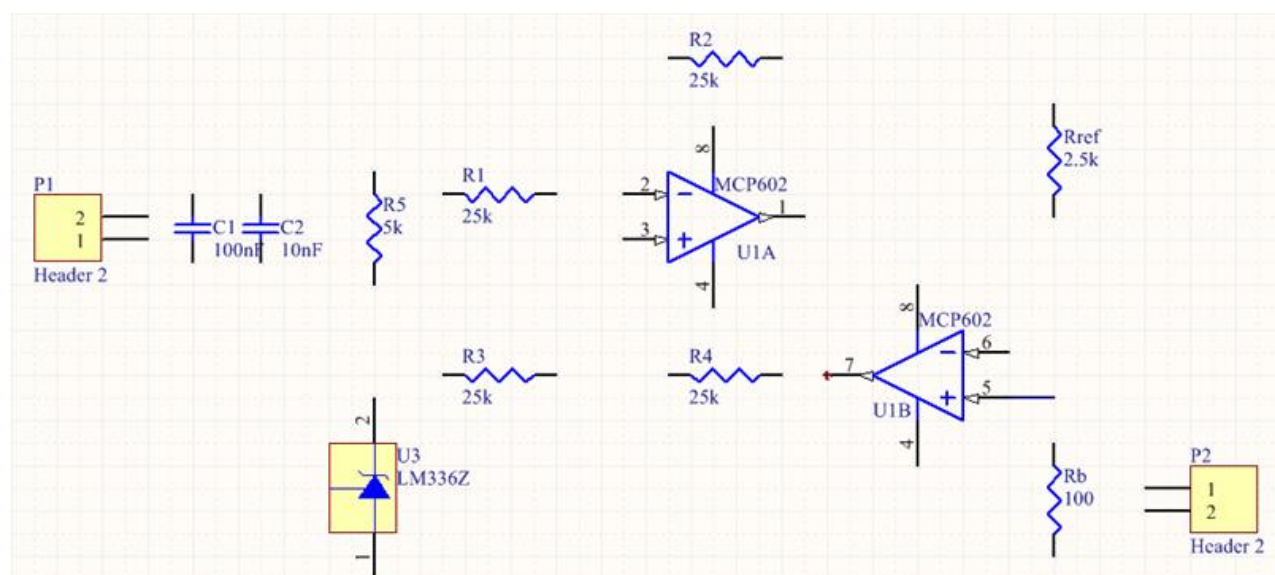 R2
25k
Rref
2.5k
8
R1
25k
2
MCP602
1
3
U1A
4
P1
2
1
Header 2
C1
100nF
C2
10nF
R5
5k
8
MCP602
6
7
5
U1B
4
R3
25k
R4
25k
2
U3
LM336Z
1
Rb
100
P2
1
2
Header 2